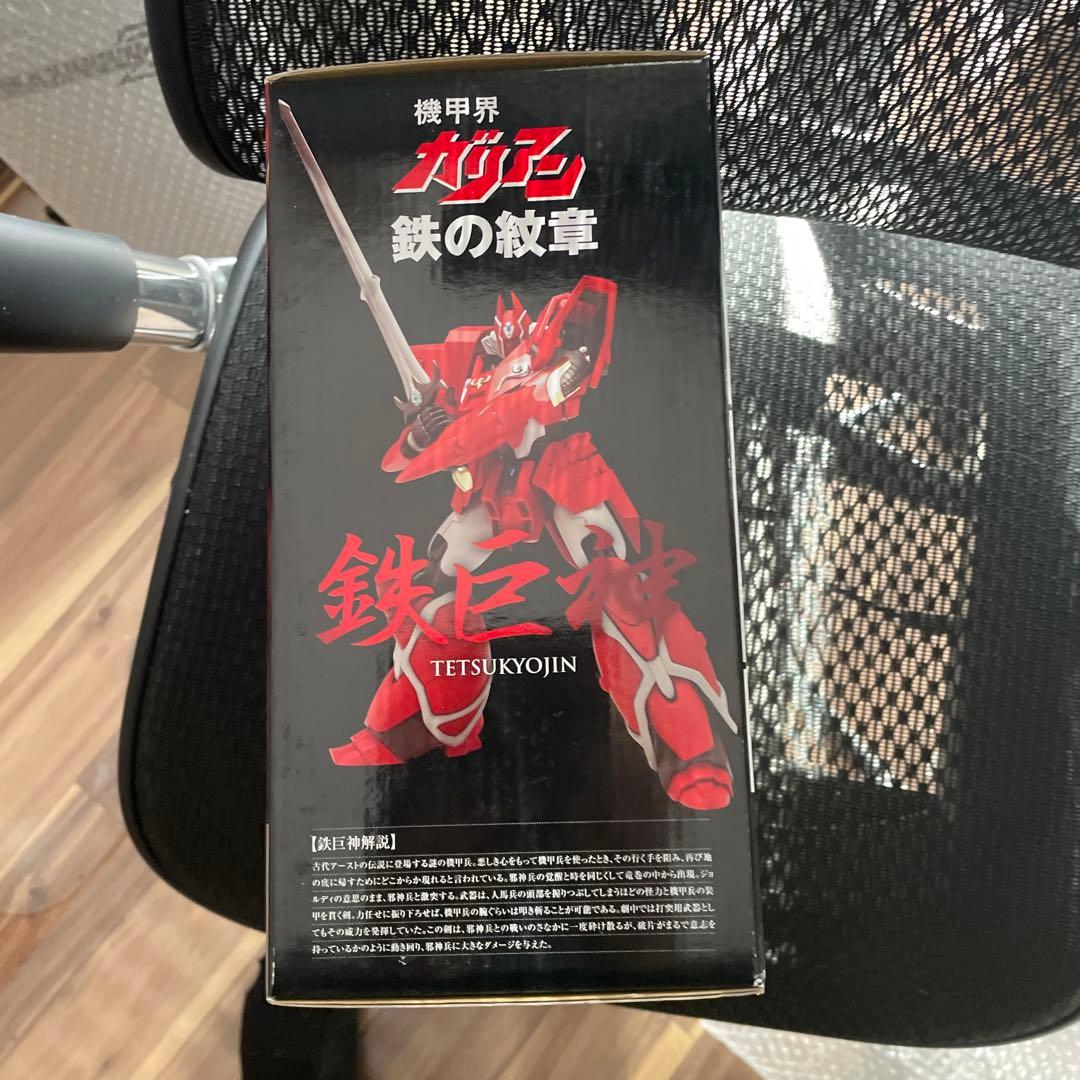 機甲界
ガリアン
鉄の紋章
鉄巨神
TETSUKYOJIN
【鉄巨神解説】
古代アーストの伝説に登場する謎の機甲兵。悪しき心をもって機甲兵を使ったとき、その行く手を阻み、再び地
の底に帰すためにどこからか現れると言われている。邪神兵の覚醒と時を同じくして竜巻の中から出現。ジョ
ルディの意思のまま、邪神兵と激突する。武器は、人馬兵の頭部を握りつぶしてしまうほどの怪力と機甲兵の装
甲を貫く剣。力任せに振り下ろせば、機甲兵の腕ぐらいは叩き斬ることが可能である。劇中では打突用武器とし
てもその威力を発揮していた。この剣は、邪神兵との戦いのさなかに一度砕け散るが、破片がまるで意志を
持っているかのように動き回り、邪神兵に大きなダメージを与えた。